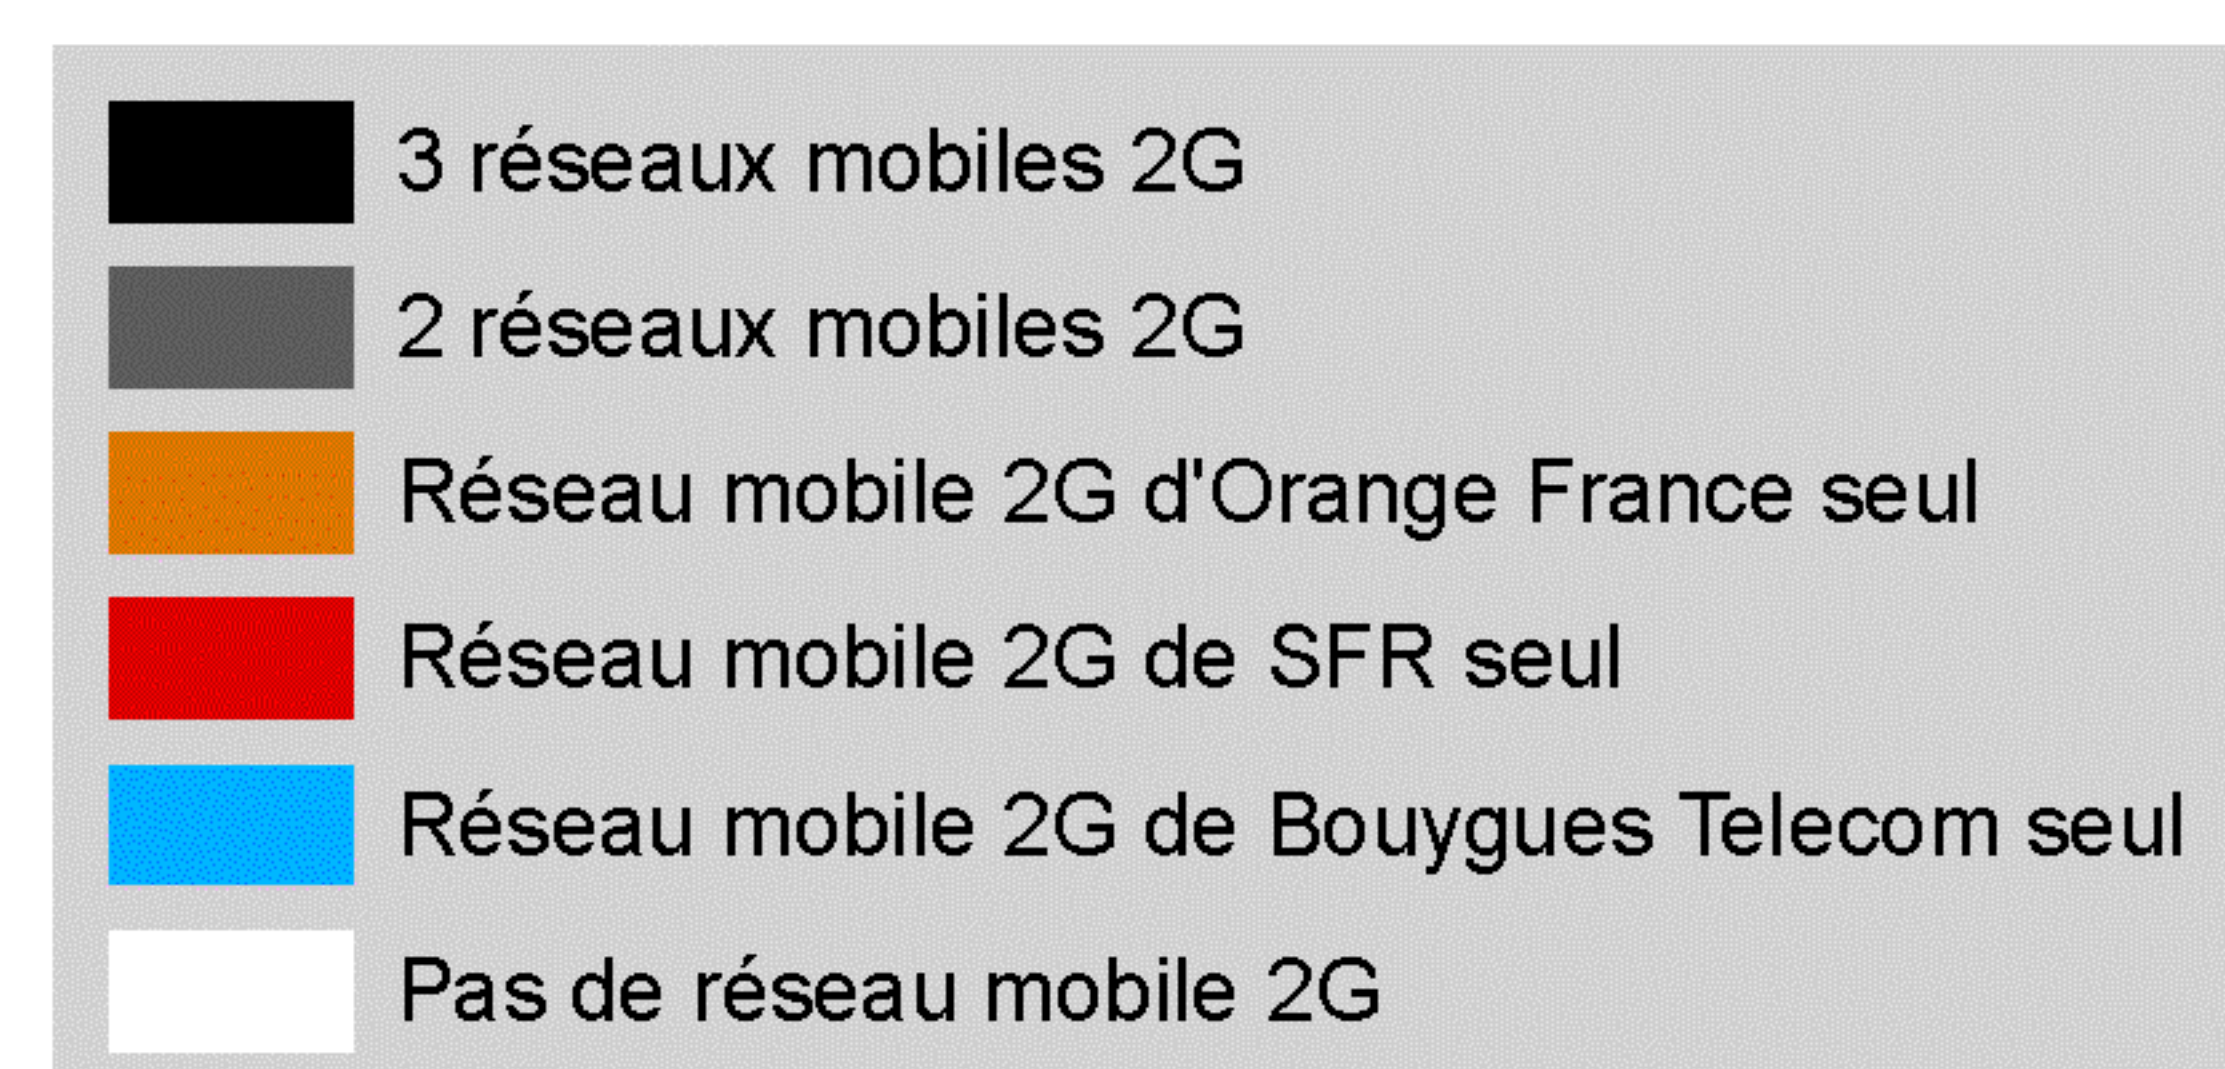 3 réseaux mobiles 2G
2 réseaux mobiles 2G
Réseau mobile 2G d'Orange France seul
Réseau mobile 2G de SFR seul
Réseau mobile 2G de Bouygues Telecom seul
Pas de réseau mobile 2G